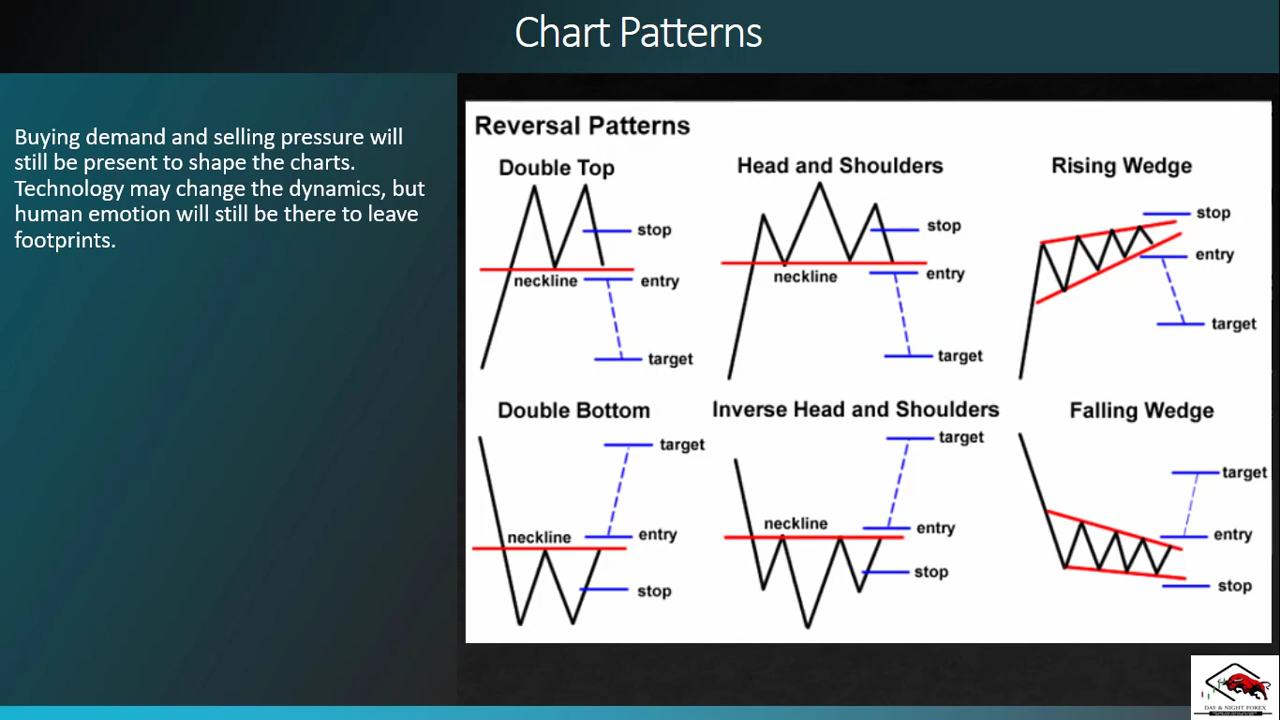 Chart Patterns
Buying demand and selling pressure will
still be present to shape the charts.
Technology may change the dynamics, but
human emotion will still be there to leave
footprints.
Reversal Patterns
Double Top
stop
neckline
entry
target
Head and Shoulders
stop
neckline
entry
target
Rising Wedge
stop
entry
target
Double Bottom
target
neckline
entry
stop
Inverse Head and Shoulders
target
neckline
entry
stop
Falling Wedge
target
entry
stop
DAY & NIGHT FOREX